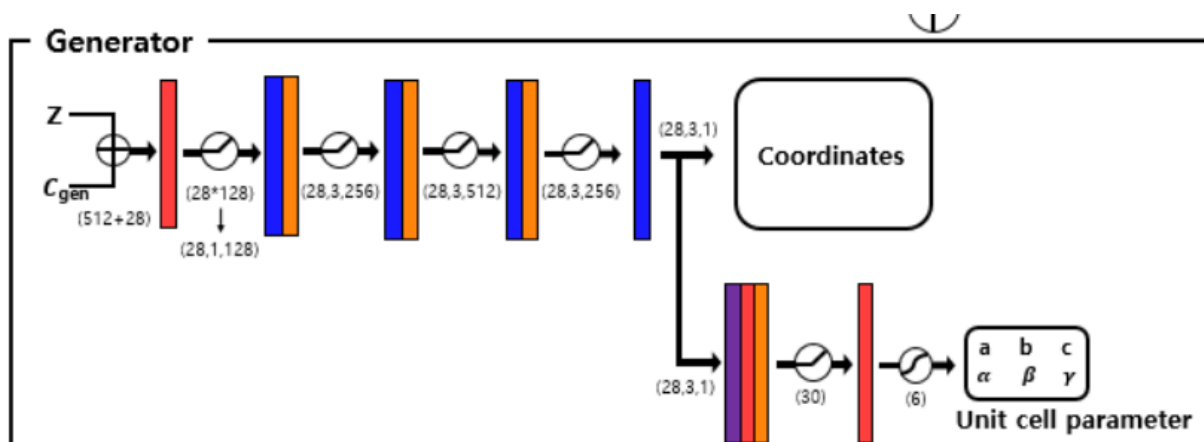 Generator
Z
C_gen
(512+28)
(28*128)
(28,1,128)
(28,3,256)
(28,3,512)
(28,3,256)
(28,3,1)
Coordinates
(28,3,1)
(30)
(6)
a b c
α β γ
Unit cell parameter